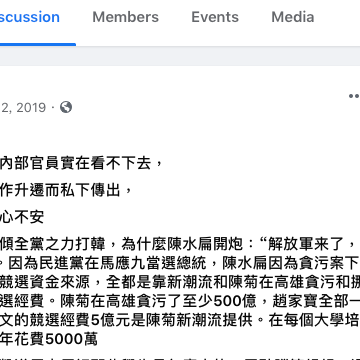 scussion Members Events Media
2, 2019 ·
內部官員實在看不下去，
作升遷而私下傳出，
心不安
傾全黨之力打韓，為什麼陳水扁開炮：“解放軍来了，
。因為民進黨在馬應九當選總統，陳水扁因為貪污案下
競選資金來源，全都是靠新潮流和陳菊在高雄貪污和挪
選經費。陳菊在高雄貪污了至少500億，趙家寶全部一
文的競選經費5億元是陳菊新潮流提供。在每個大學培
年花費5000萬